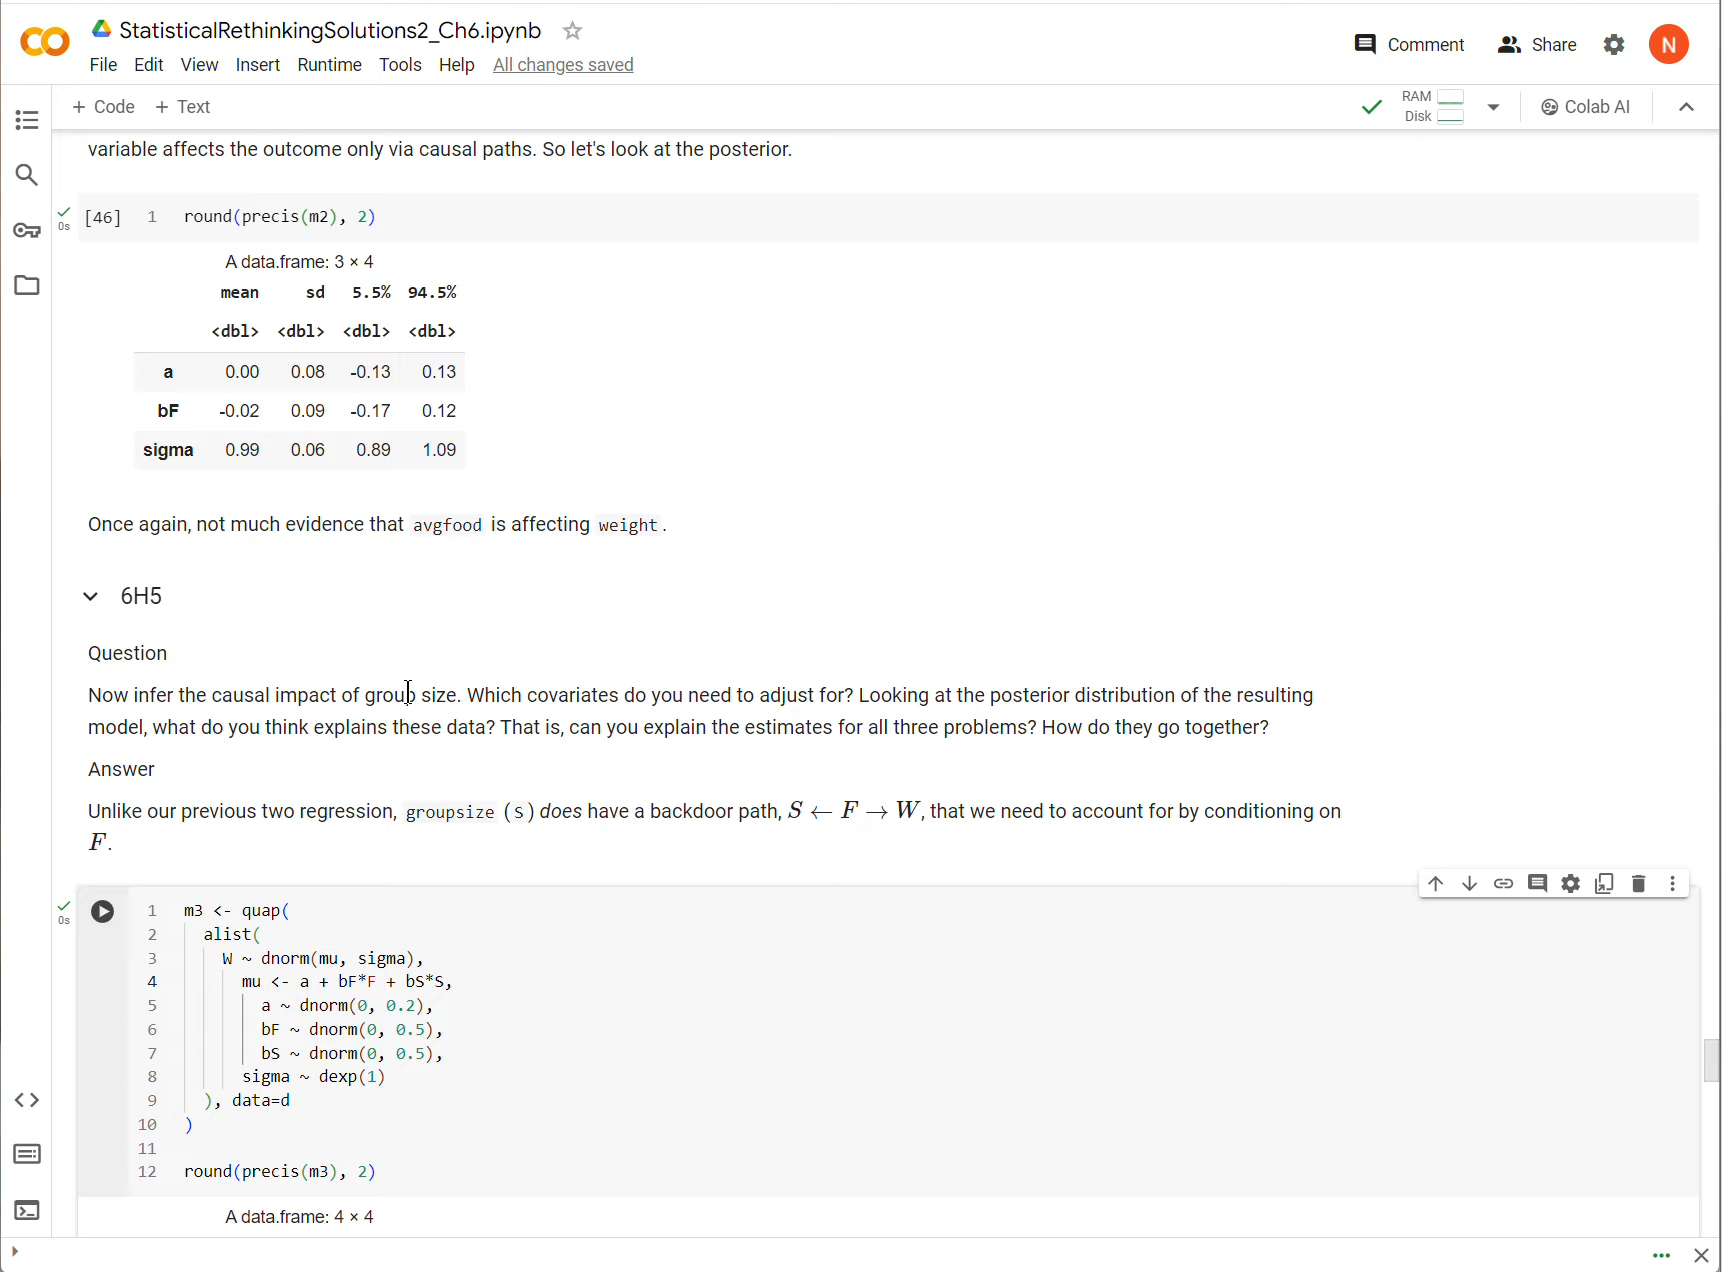 StatisticalRethinkingSolutions2_Ch6.ipynb
File Edit View Insert Runtime Tools Help All changes saved
Comment Share N
+ Code + Text
RAM
Disk
Colab AI
variable affects the outcome only via causal paths. So let's look at the posterior.
0s [46] 1 round(precis(m2), 2)
A data.frame: 3 × 4
mean sd 5.5% 94.5%
<dbl> <dbl> <dbl> <dbl>
a 0.00 0.08 -0.13 0.13
bF -0.02 0.09 -0.17 0.12
sigma 0.99 0.06 0.89 1.09
Once again, not much evidence that avgfood is affecting weight.
6H5
Question
Now infer the causal impact of group size. Which covariates do you need to adjust for? Looking at the posterior distribution of the resulting
model, what do you think explains these data? That is, can you explain the estimates for all three problems? How do they go together?
Answer
Unlike our previous two regression, groupsize (S) does have a backdoor path, S ← F → W, that we need to account for by conditioning on
F.
0s
1 m3 <- quap(
2 alist(
3 W ~ dnorm(mu, sigma),
4 mu <- a + bF*F + bS*S,
5 a ~ dnorm(0, 0.2),
6 bF ~ dnorm(0, 0.5),
7 bS ~ dnorm(0, 0.5),
8 sigma ~ dexp(1)
9 ), data=d
10 )
11
12 round(precis(m3), 2)
A data.frame: 4 × 4